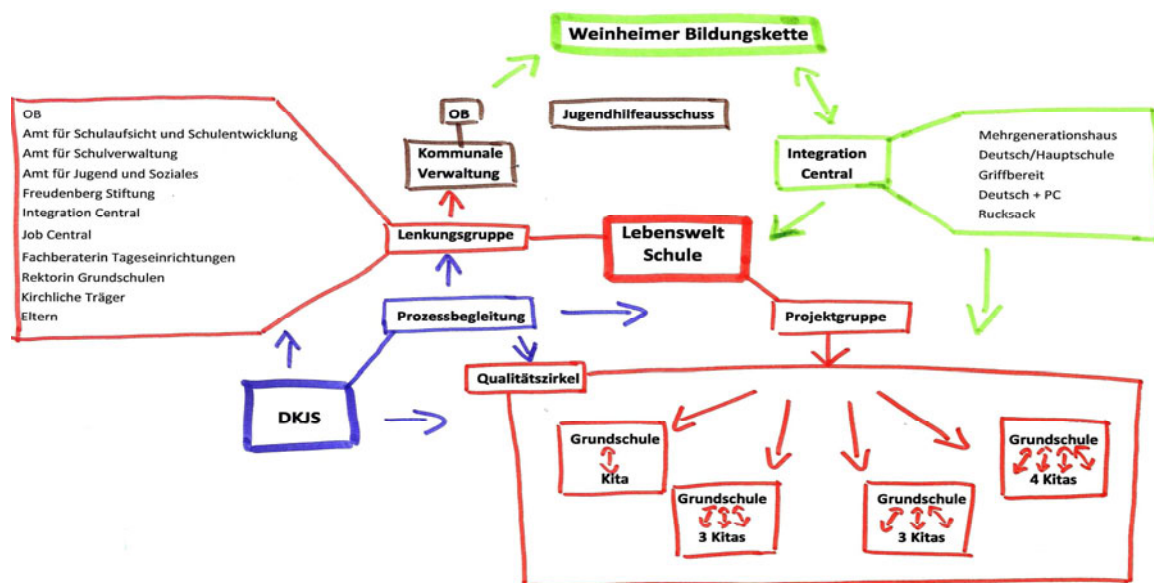 Weinheimer Bildungskette
OB
Jugendhilfeausschuss
Kommunale
Verwaltung
Integration
Central
Mehrgenerationshaus
Deutsch/Hauptschule
Griffbereit
Deutsch + PC
Rucksack
OB
Amt für Schulaufsicht und Schulentwicklung
Amt für Schulverwaltung
Amt für Jugend und Soziales
Freudenberg Stiftung
Integration Central
Job Central
Fachberaterin Tageseinrichtungen
Rektorin Grundschulen
Kirchliche Träger
Eltern
Lenkungsgruppe
Lebenswelt
Schule
Prozessbegleitung
Projektgruppe
DKJS
Qualitätszirkel
Grundschule
Kita
Grundschule
3 Kitas
Grundschule
3 Kitas
Grundschule
4 Kitas